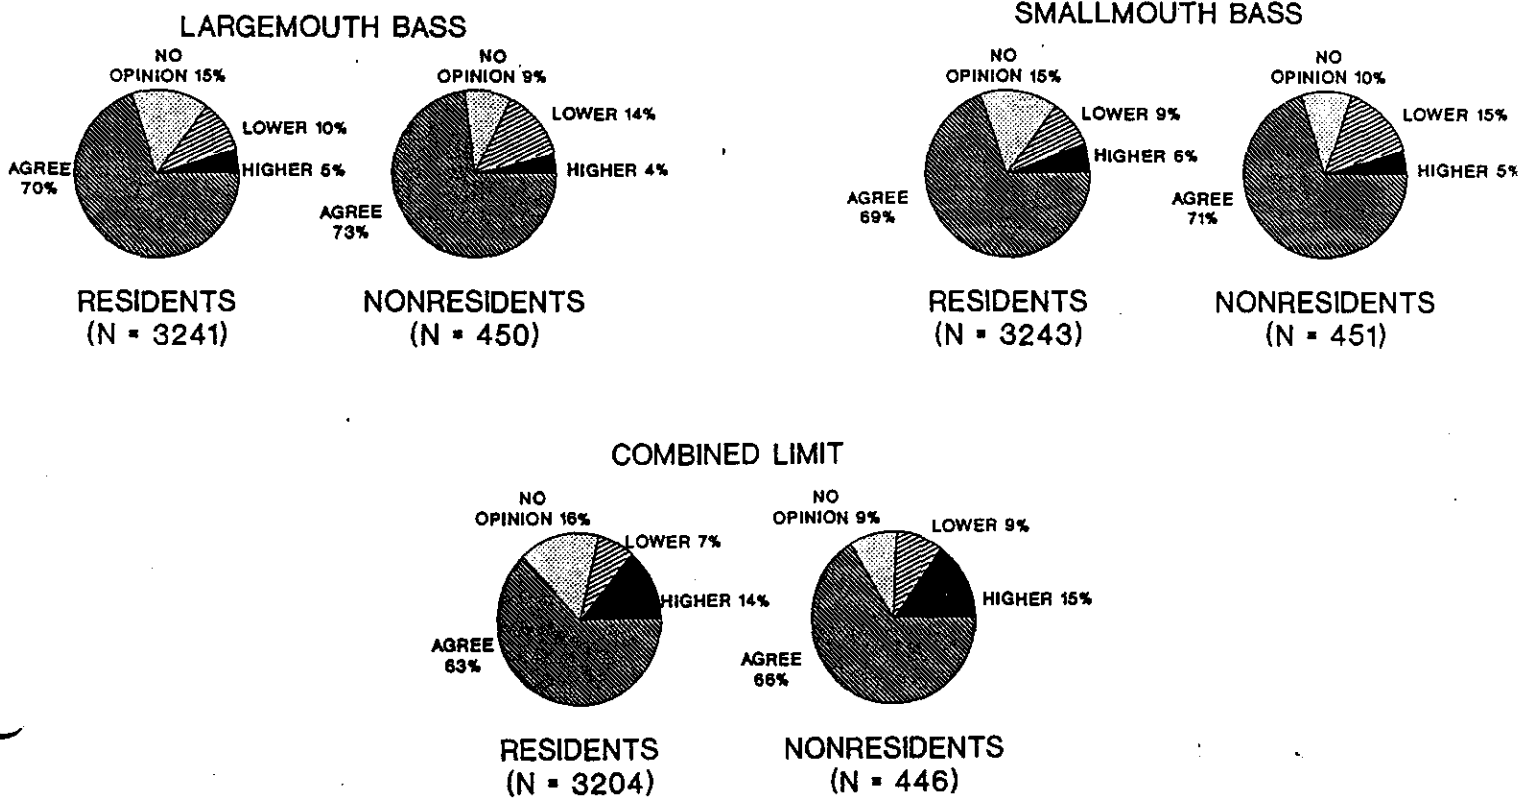 LARGEMOUTH BASS
NO
OPINION 15%
LOWER 10%
HIGHER 5%
AGREE
70%
RESIDENTS
(N = 3241)
NO
OPINION 9%
LOWER 14%
HIGHER 4%
AGREE
73%
NONRESIDENTS
(N = 450)
SMALLMOUTH BASS
NO
OPINION 15%
LOWER 9%
HIGHER 6%
AGREE
69%
RESIDENTS
(N = 3243)
NO
OPINION 10%
LOWER 15%
HIGHER 5%
AGREE
71%
NONRESIDENTS
(N = 451)
COMBINED LIMIT
NO
OPINION 16%
LOWER 7%
HIGHER 14%
AGREE
63%
RESIDENTS
(N = 3204)
NO
OPINION 9%
LOWER 9%
HIGHER 15%
AGREE
66%
NONRESIDENTS
(N = 446)